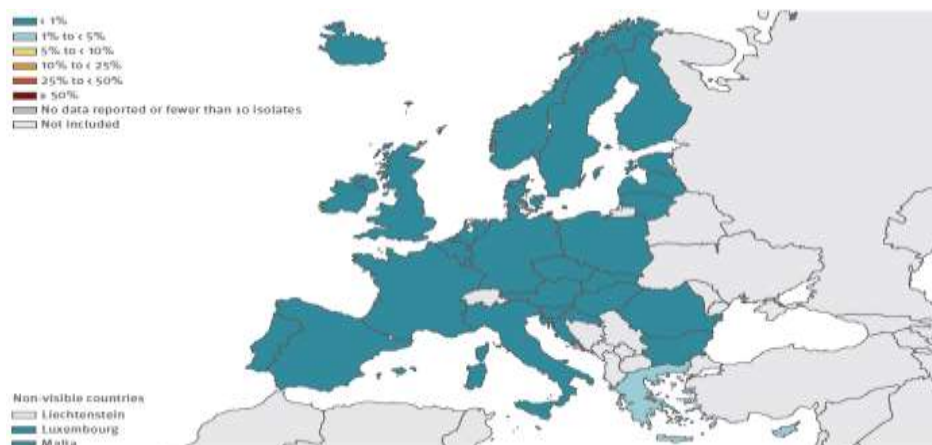 < 1%
1% to < 5%
5% to < 10%
10% to < 25%
25% to < 50%
≥ 50%
No data reported or fewer than 10 isolates
Not included
Non-visible countries
Liechtenstein
Luxembourg
Malta